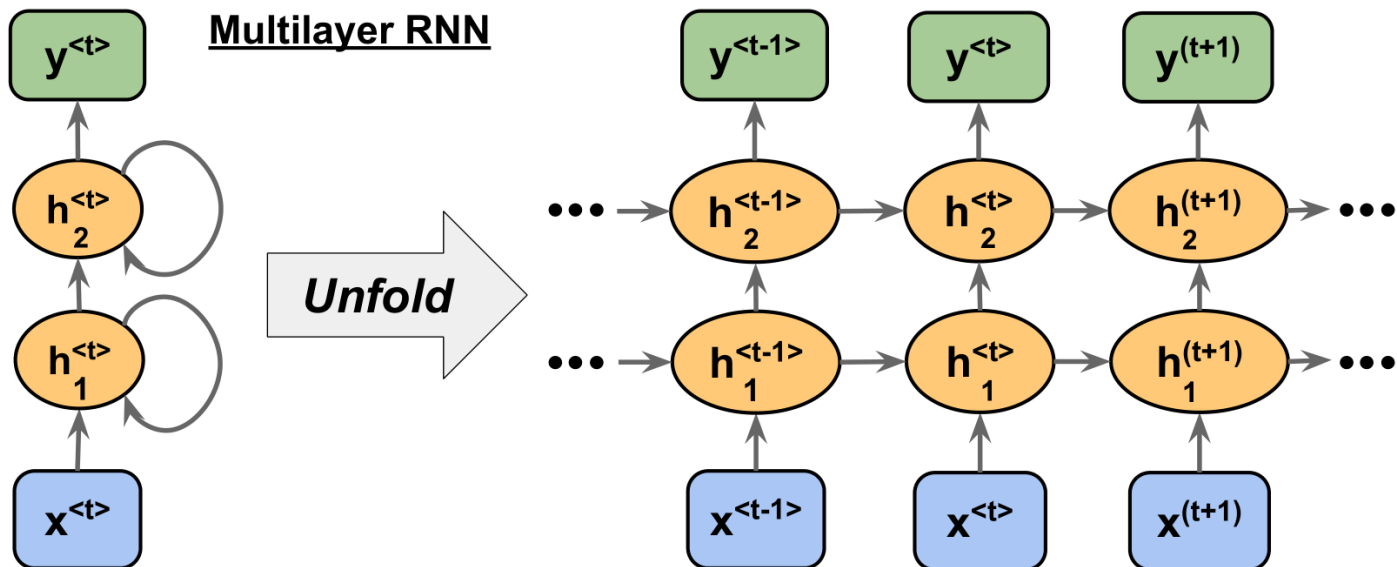 Multilayer RNN
y<t>
y<t-1>
y<t>
y(t+1)
h<t>
2
h<t-1>
2
h<t>
2
h(t+1)
2
Unfold
h<t>
1
h<t-1>
1
h<t>
1
h(t+1)
1
x<t>
x<t-1>
x<t>
x(t+1)